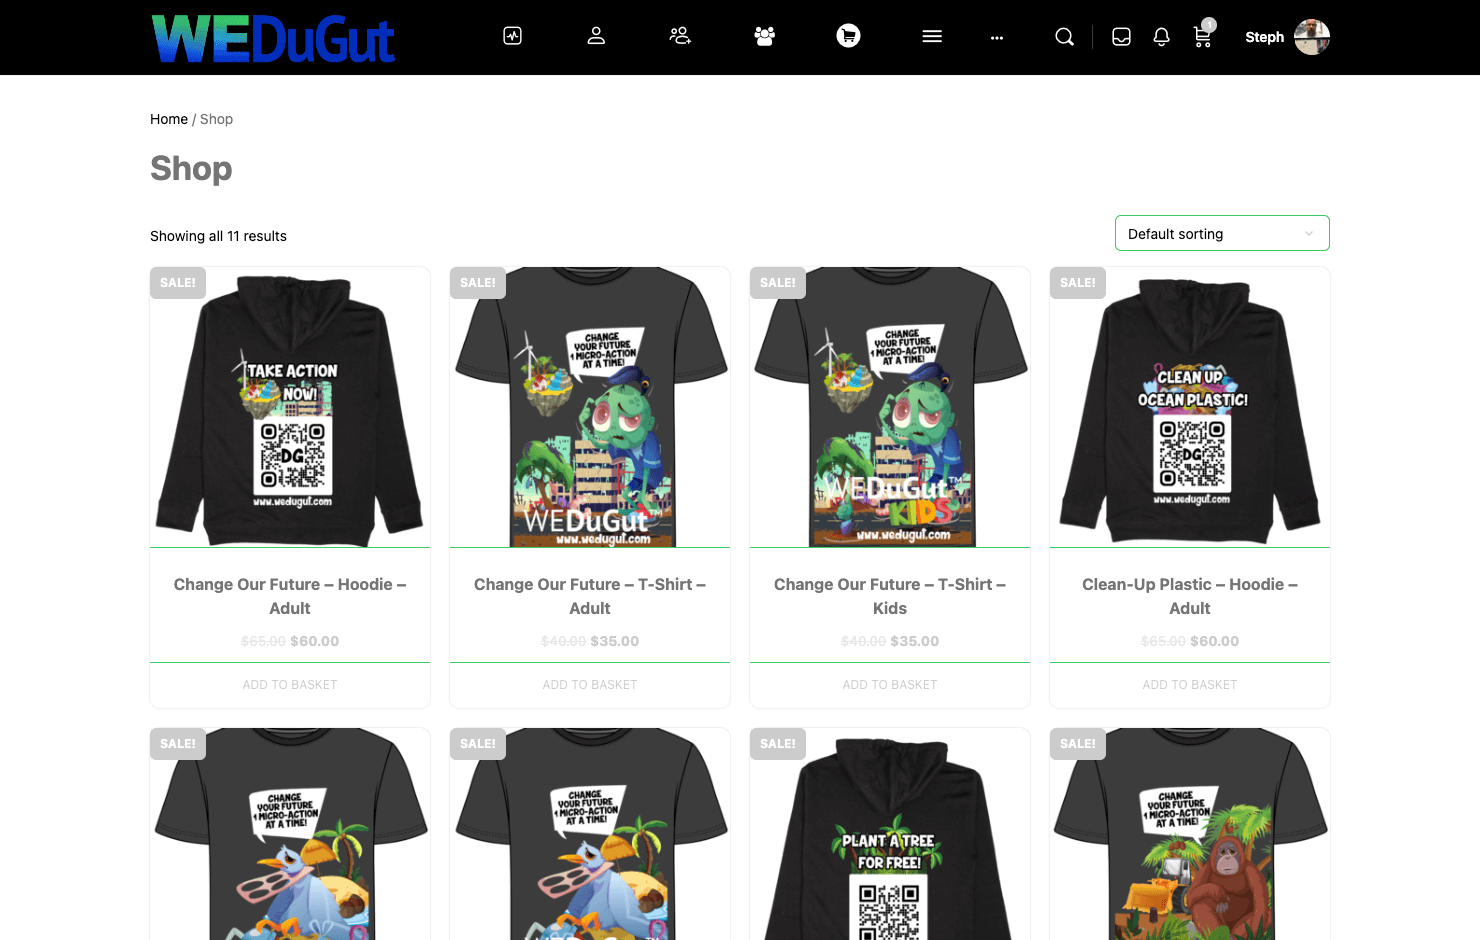 WEDuGut
1
Steph
Home / Shop
Shop
Showing all 11 results
Default sorting
SALE!
TAKE ACTION
NOW!
DG
www.wedugut.com
SALE!
CHANGE
YOUR FUTURE
1 MICRO-ACTION
AT A TIME!
WEDuGut™
www.wedugut.com
SALE!
CHANGE
YOUR FUTURE
1 MICRO-ACTION
AT A TIME!
WEDuGut™
KIDS
www.wedugut.com
SALE!
CLEAN UP
OCEAN PLASTIC!
DG
www.wedugut.com
Change Our Future – Hoodie –
Adult
$65.00 $60.00
ADD TO BASKET
Change Our Future – T-Shirt –
Adult
$40.00 $35.00
ADD TO BASKET
Change Our Future – T-Shirt –
Kids
$40.00 $35.00
ADD TO BASKET
Clean-Up Plastic – Hoodie –
Adult
$65.00 $60.00
ADD TO BASKET
SALE!
CHANGE
YOUR FUTURE
1 MICRO-ACTION
AT A TIME!
SALE!
CHANGE
YOUR FUTURE
1 MICRO-ACTION
AT A TIME!
SALE!
PLANT A TREE
FOR FREE!
SALE!
CHANGE
YOUR FUTURE
1 MICRO-ACTION
AT A TIME!